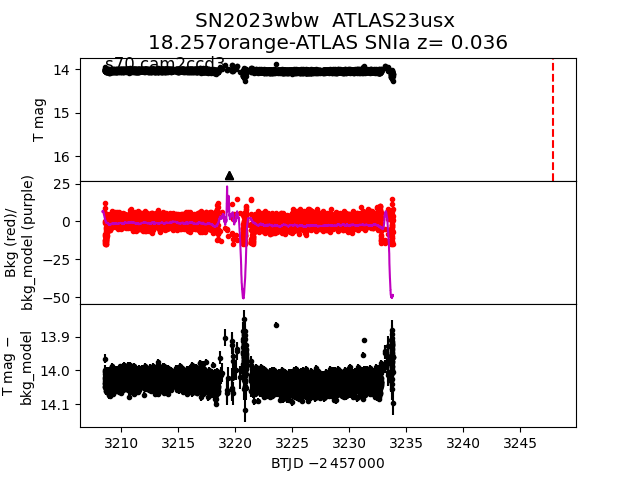 SN2023wbw  ATLAS23usx
18.257orange-ATLAS SNIa z= 0.036
s70 cam2ccd3
T mag
14
15
16
Bkg (red)/
bkg_model (purple)
25
0
−25
−50
T mag −
bkg_model
13.9
14.0
14.1
3210 3215 3220 3225 3230 3235 3240 3245
BTJD −2 457 000